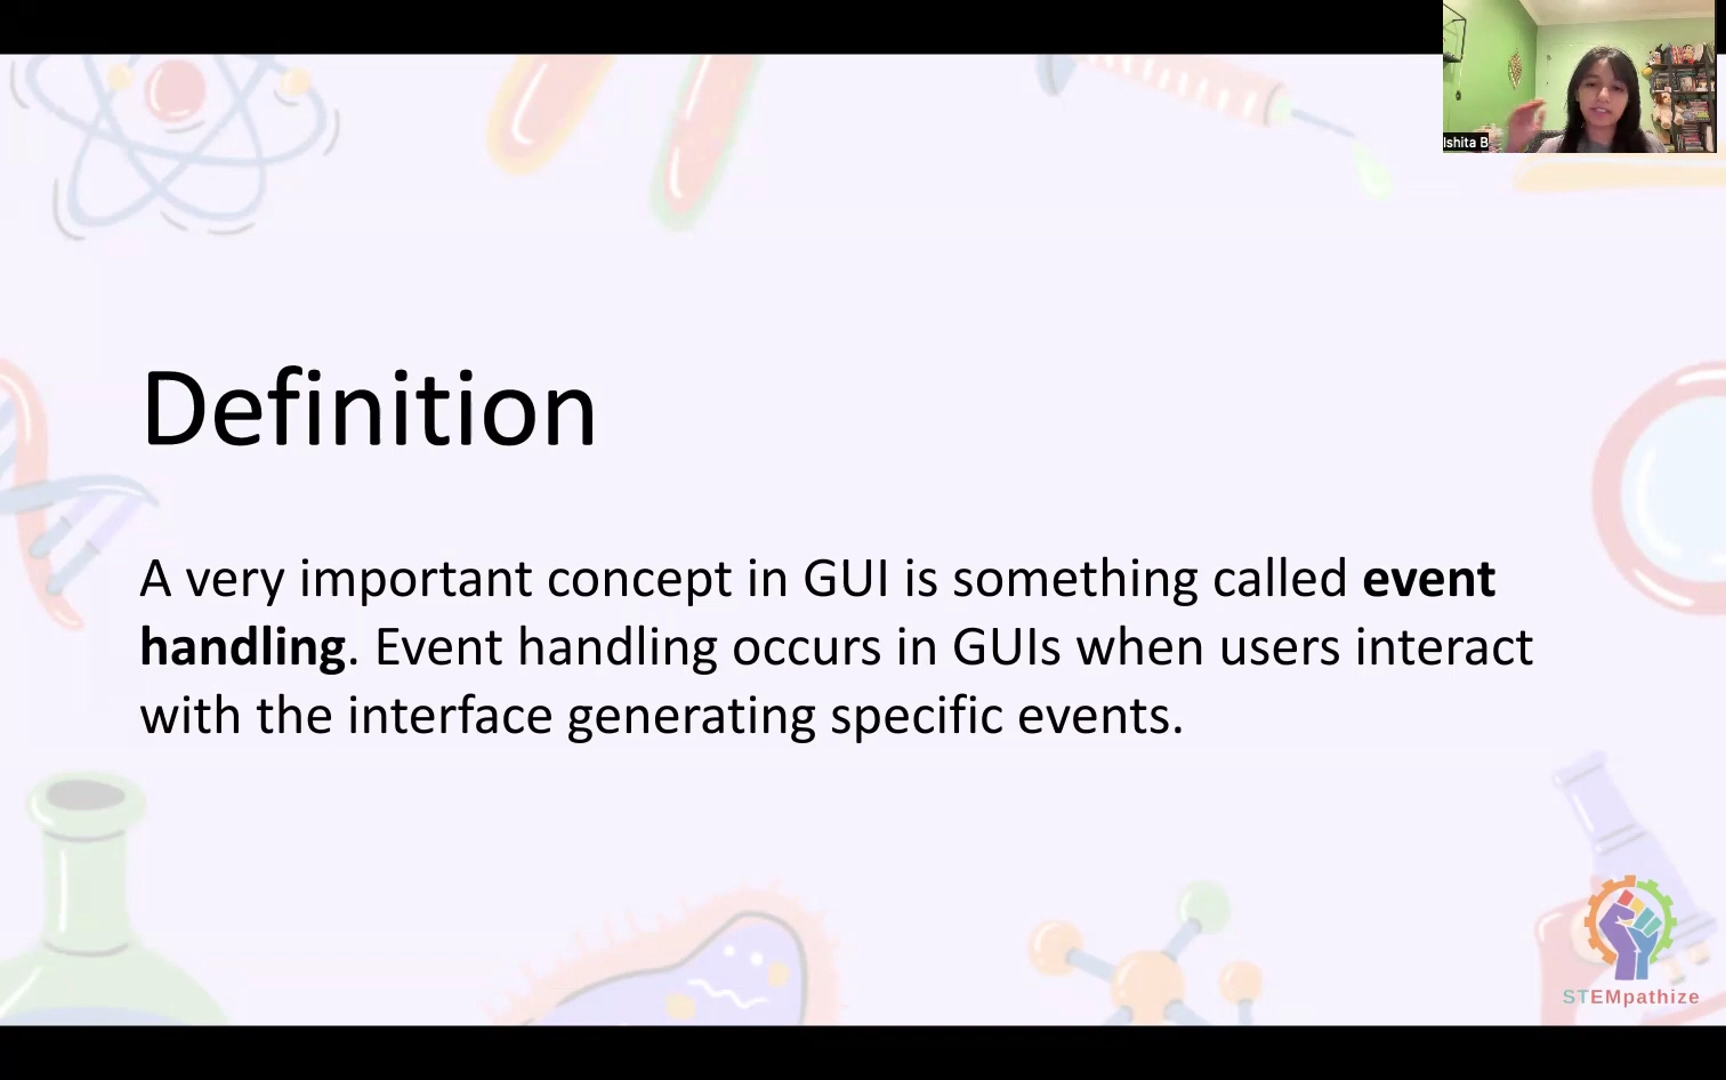 Ishita B
Definition
A very important concept in GUI is something called event
handling. Event handling occurs in GUIs when users interact
with the interface generating specific events.
STEMpathize